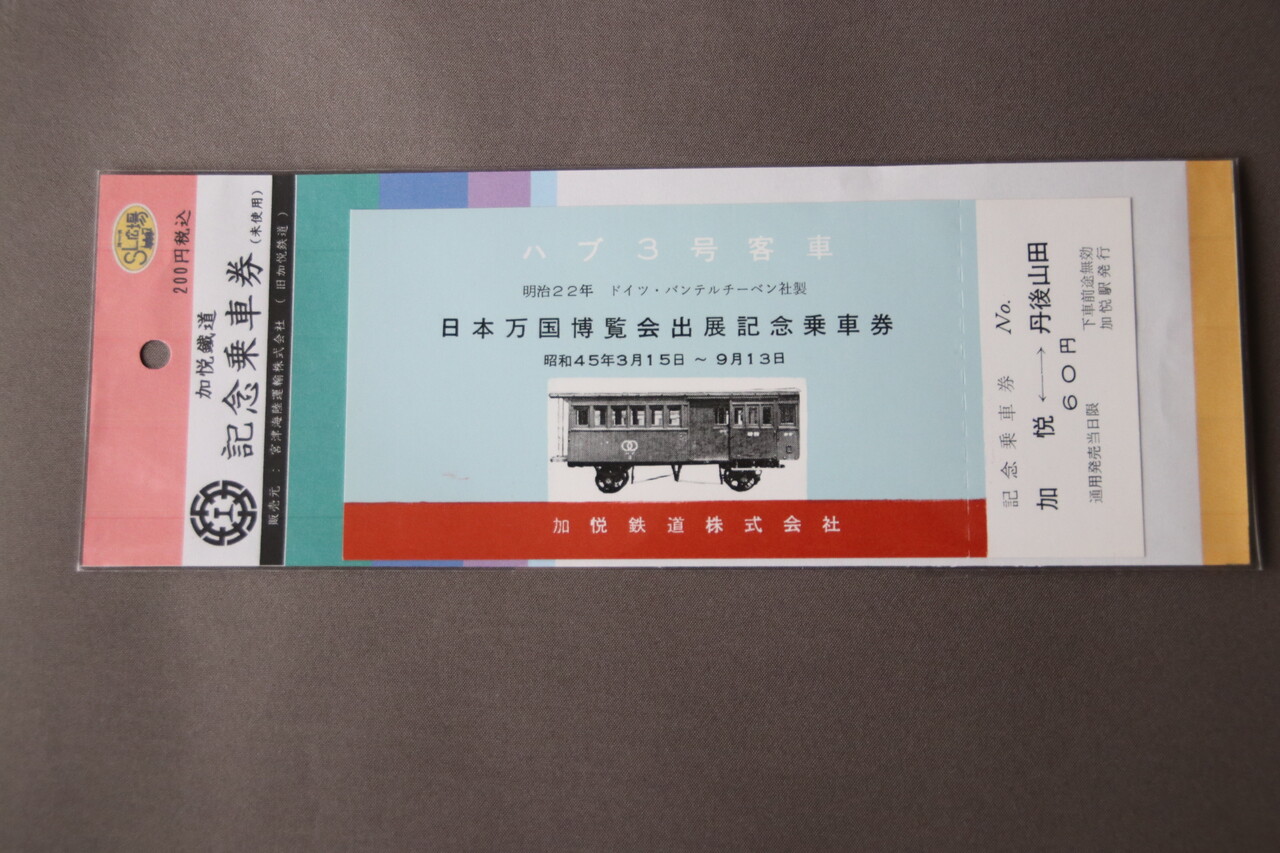 SL広場
200円税込
加悦鐵道
記念乗車券
(未使用)
販売元 : 宮津海陸運輸株式会社 ( 旧加悦鉄道 )
ハブ3号客車
明治22年 ドイツ・バンテルチーペン社製
日本万国博覧会出展記念乗車券
昭和45年3月15日 ~ 9月13日
加悦鉄道株式会社
記念乗車券 No.
加悦 ⟷ 丹後山田
60円
通用発売当日限 下車前途無効
加悦駅発行